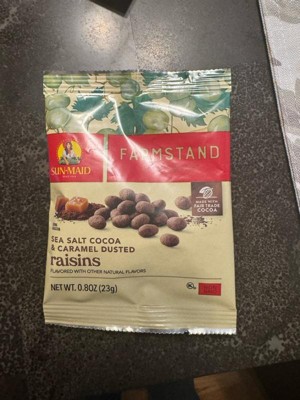 FARMSTAND
SUN-MAID
MADE WITH
FAIR TRADE
COCOA
SEA SALT COCOA
& CARAMEL DUSTED
raisins
FLAVORED WITH OTHER NATURAL FLAVORS
NET WT. 0.8OZ (23g)